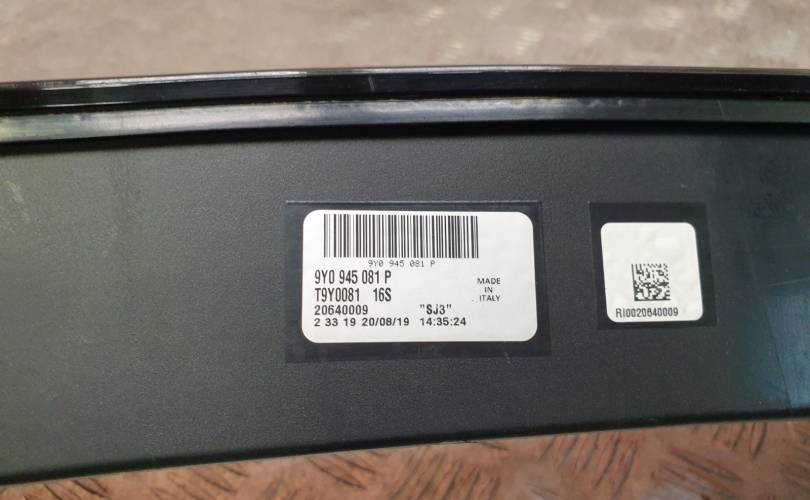 9Y0 945 081 P
9Y0 945 081 P
T9Y0081 16S
MADE
IN
ITALY
20640009 "SJ3"
2 33 19 20/08/19 14:35:24
RI0020640009